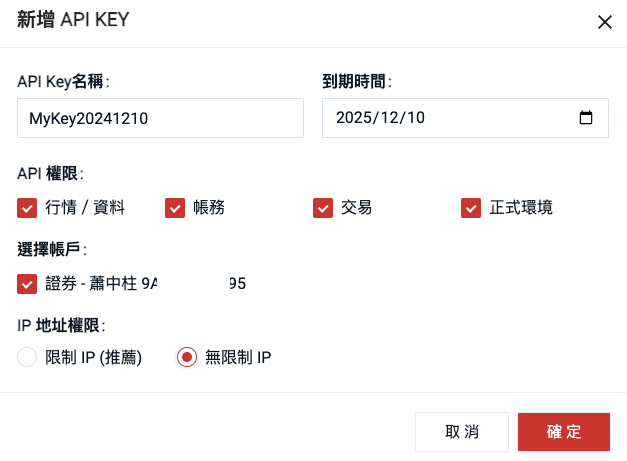 新增 API KEY
API Key名稱: 到期時間:
MyKey20241210 2025/12/10
API 權限:
行情 / 資料 帳務 交易 正式環境
選擇帳戶:
證券 - 蕭中柱 9A 95
IP 地址權限:
限制 IP (推薦) 無限制 IP
取消 確定